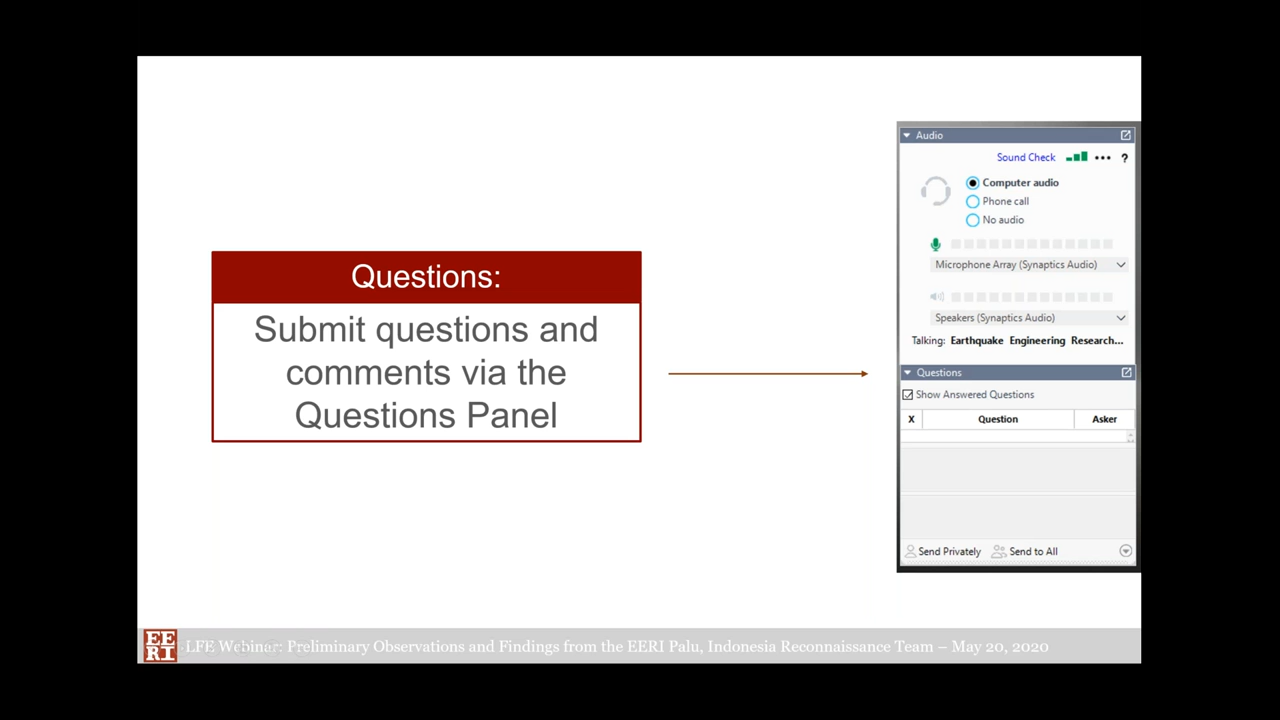 Questions:
Submit questions and
comments via the
Questions Panel
Audio
Sound Check
?
Computer audio
Phone call
No audio
Microphone Array (Synaptics Audio)
Speakers (Synaptics Audio)
Talking: Earthquake Engineering Research...
Questions
Show Answered Questions
X Question Asker
Send Privately Send to All
EE
RI
LFE Webinar: Preliminary Observations and Findings from the EERI Palu, Indonesia Reconnaissance Team – May 20, 2020